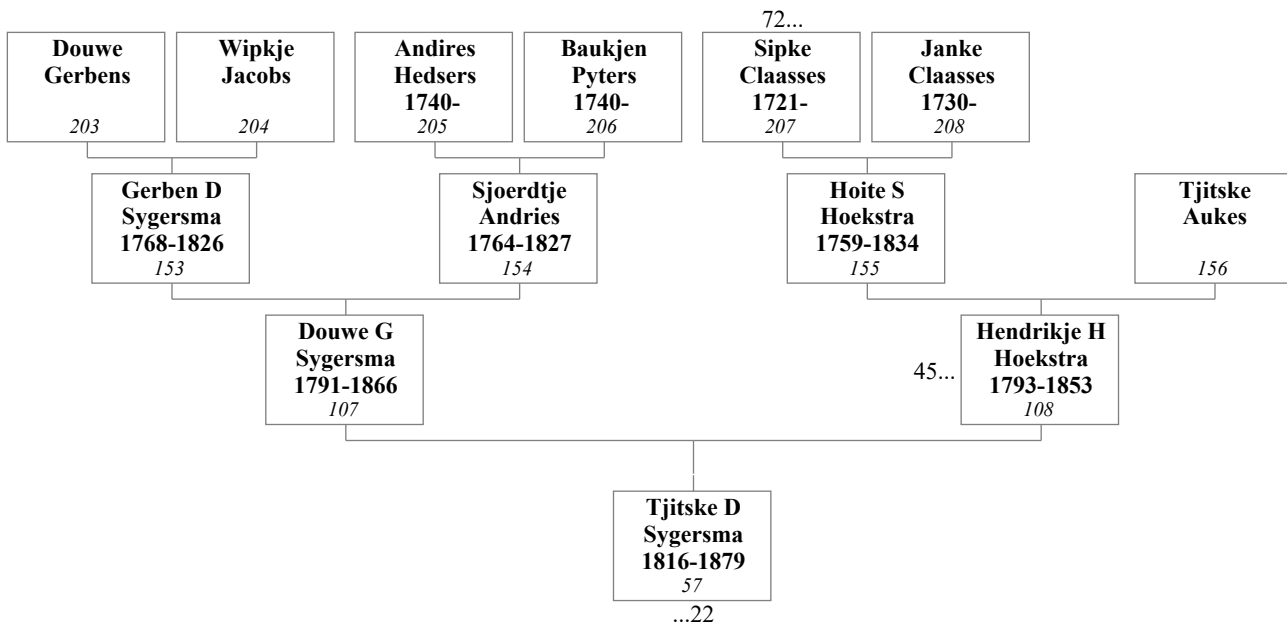 72...
Douwe
Gerbens
203
Wipkje
Jacobs
204
Andires
Hedsers
1740-
205
Baukjen
Pyters
1740-
206
Sipke
Claasses
1721-
207
Janke
Claasses
1730-
208
Gerben D
Sygersma
1768-1826
153
Sjoerdtje
Andries
1764-1827
154
Hoite S
Hoekstra
1759-1834
155
Tjitske
Aukes
156
Douwe G
Sygersma
1791-1866
107
45...
Hendrikje H
Hoekstra
1793-1853
108
Tjitske D
Sygersma
1816-1879
57
...22